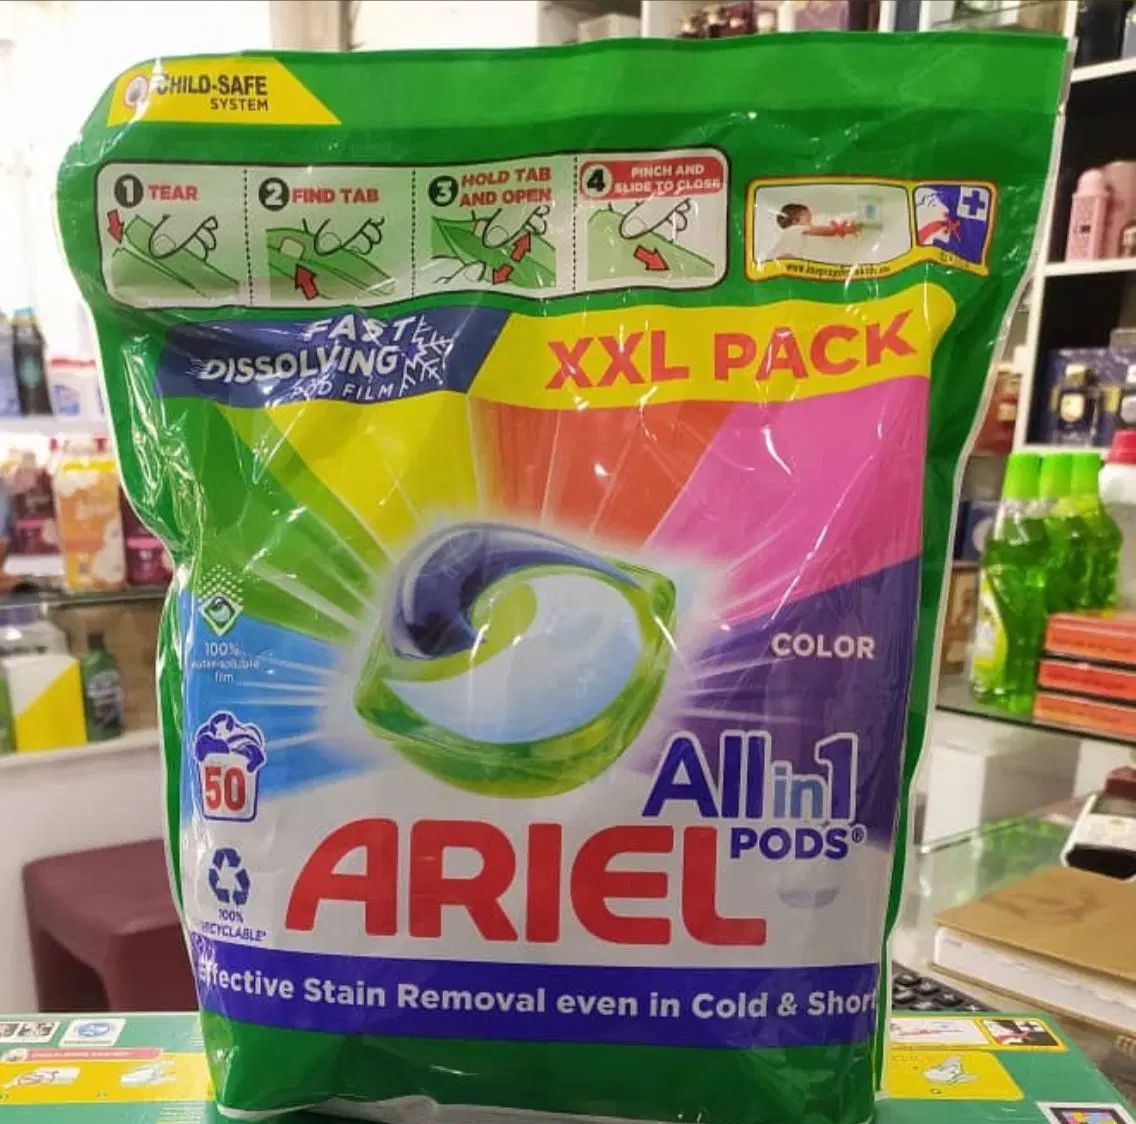 CHILD-SAFE
SYSTEM
1 TEAR
2 FIND TAB
3 HOLD TAB
AND OPEN
4 PINCH AND
SLIDE TO CLOSE
FAST
DISSOLVING
POD FILM
XXL PACK
COLOR
100%
water-soluble
film
50
All in 1
PODS®
ARIEL
100%
RECYCLABLE*
Effective Stain Removal even in Cold & Short